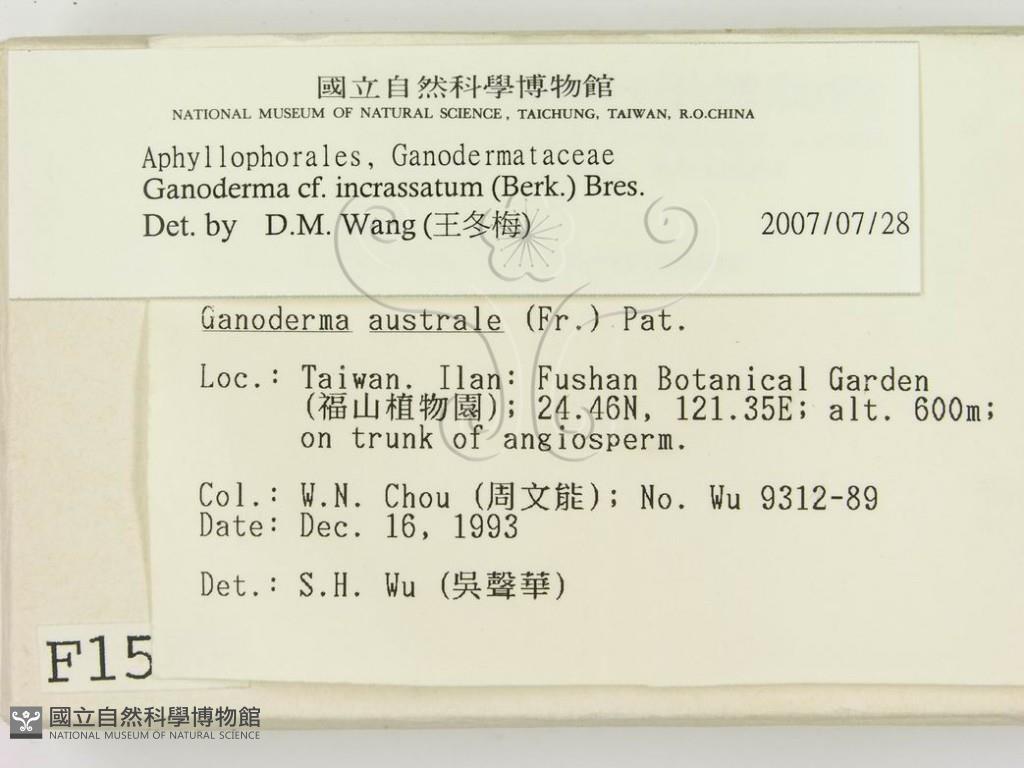 國立自然科學博物館
NATIONAL MUSEUM OF NATURAL SCIENCE, TAICHUNG, TAIWAN, R.O.CHINA
Aphyllophorales, Ganodermataceae
Ganoderma cf. incrassatum (Berk.) Bres.
Det. by D.M. Wang (王冬梅) 2007/07/28
Ganoderma australe (Fr.) Pat.
Loc.: Taiwan. Ilan: Fushan Botanical Garden
(福山植物園); 24.46N, 121.35E; alt. 600m;
on trunk of angiosperm.
Col.: W.N. Chou (周文能); No. Wu 9312-89
Date: Dec. 16, 1993
Det.: S.H. Wu (吳聲華)
F15
國立自然科學博物館
NATIONAL MUSEUM OF NATURAL SCIENCE